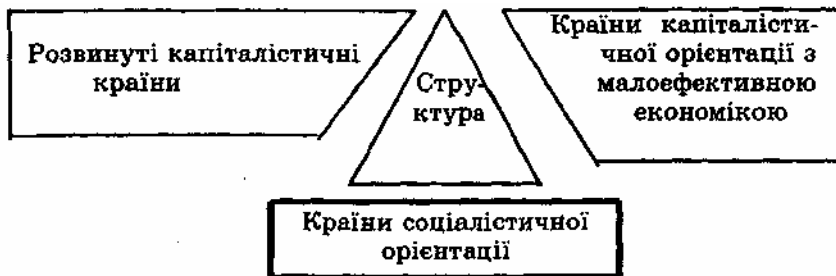 Розвинуті капіталістичні
країни
Стру-
ктура
Країни капіталісти-
чної орієнтації з
малоефективною
економікою
Країни соціалістичної
орієнтації